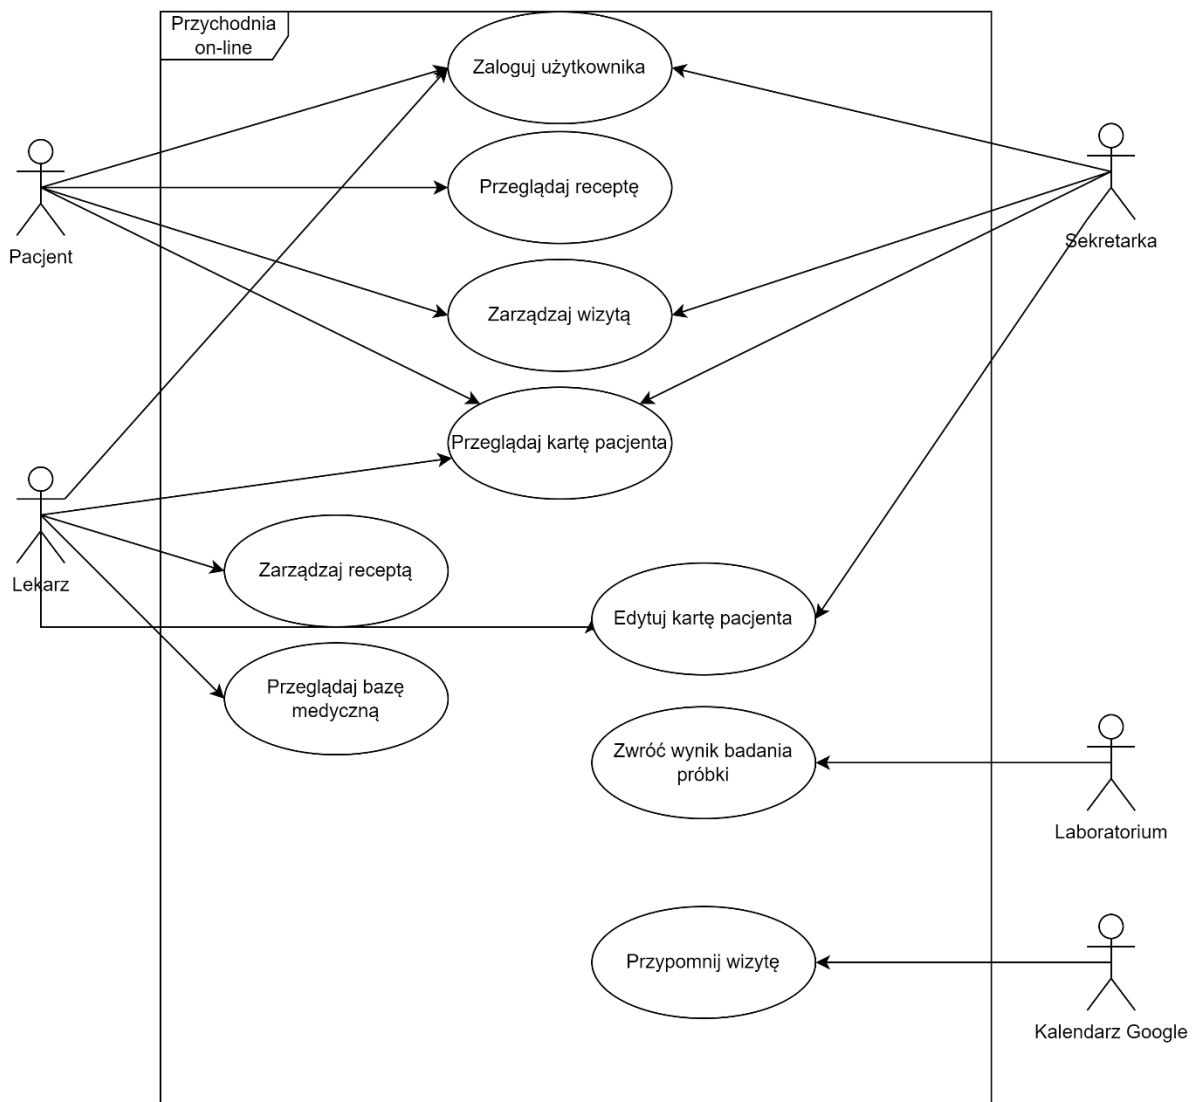 Przychodnia
on-line
Zaloguj użytkownika
Przeglądaj receptę
Pacjent
Sekretarka
Zarządzaj wizytą
Przeglądaj kartę pacjenta
Zarządzaj receptą
Lekarz
Edytuj kartę pacjenta
Przeglądaj bazę
medyczną
Zwróć wynik badania
próbki
Laboratorium
Przypomnij wizytę
Kalendarz Google